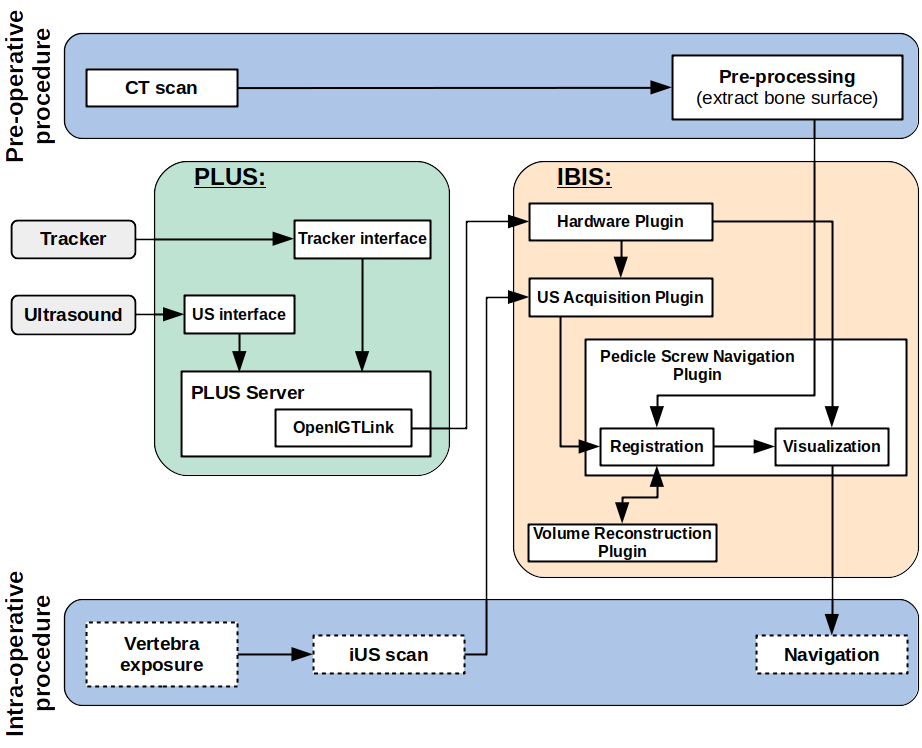 Pre-operative
procedure
CT scan
Pre-processing
(extract bone surface)
PLUS:
Tracker
Tracker interface
Ultrasound
US interface
PLUS Server
OpenIGTLink
IBIS:
Hardware Plugin
US Acquisition Plugin
Pedicle Screw Navigation
Plugin
Registration
Visualization
Volume Reconstruction
Plugin
Intra-operative
procedure
Vertebra
exposure
iUS scan
Navigation